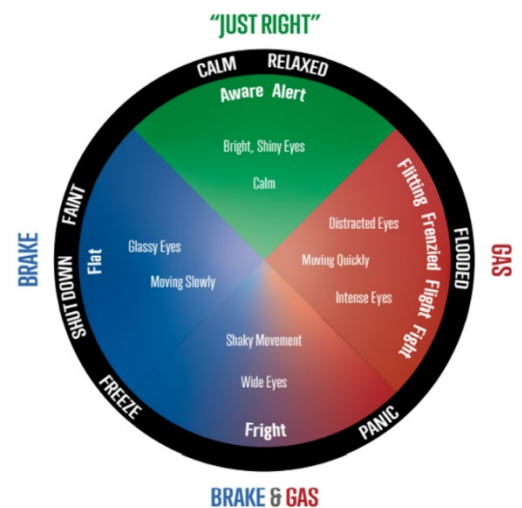 “JUST RIGHT”
CALM RELAXED
Aware Alert
Bright, Shiny Eyes
Calm
BRAKE
FAINT
SHUT DOWN
FREEZE
Flat
Glassy Eyes
Moving Slowly
Flitting Frenzied Flight Fight
Distracted Eyes
Moving Quickly
Intense Eyes
FLOODED
GAS
PANIC
Shaky Movement
Wide Eyes
Fright
BRAKE & GAS